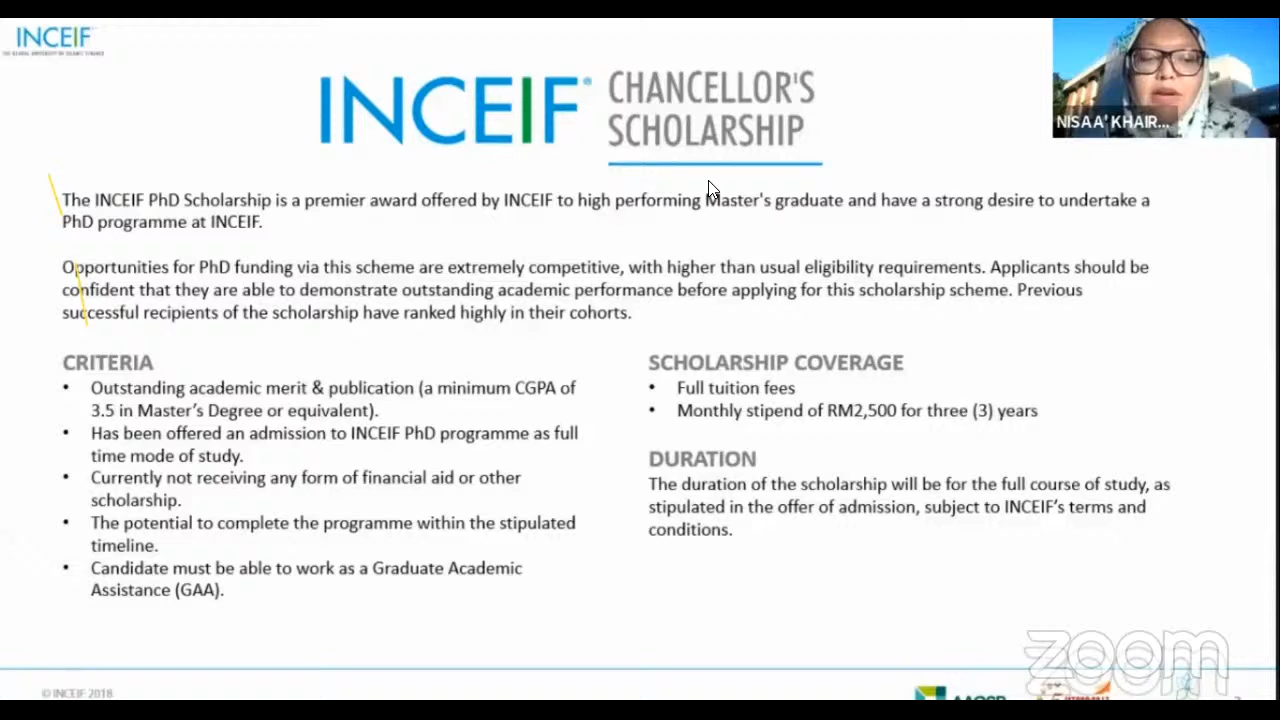 INCEIF
THE GLOBAL UNIVERSITY OF ISLAMIC FINANCE
INCEIF®
CHANCELLOR'S
SCHOLARSHIP
NISAA' KHAIR...
The INCEIF PhD Scholarship is a premier award offered by INCEIF to high performing Master's graduate and have a strong desire to undertake a
PhD programme at INCEIF.
Opportunities for PhD funding via this scheme are extremely competitive, with higher than usual eligibility requirements. Applicants should be
confident that they are able to demonstrate outstanding academic performance before applying for this scholarship scheme. Previous
successful recipients of the scholarship have ranked highly in their cohorts.
CRITERIA
• Outstanding academic merit & publication (a minimum CGPA of
3.5 in Master's Degree or equivalent).
• Has been offered an admission to INCEIF PhD programme as full
time mode of study.
• Currently not receiving any form of financial aid or other
scholarship.
• The potential to complete the programme within the stipulated
timeline.
• Candidate must be able to work as a Graduate Academic
Assistance (GAA).
SCHOLARSHIP COVERAGE
• Full tuition fees
• Monthly stipend of RM2,500 for three (3) years
DURATION
The duration of the scholarship will be for the full course of study, as
stipulated in the offer of admission, subject to INCEIF's terms and
conditions.
zoom
© INCEIF 2018